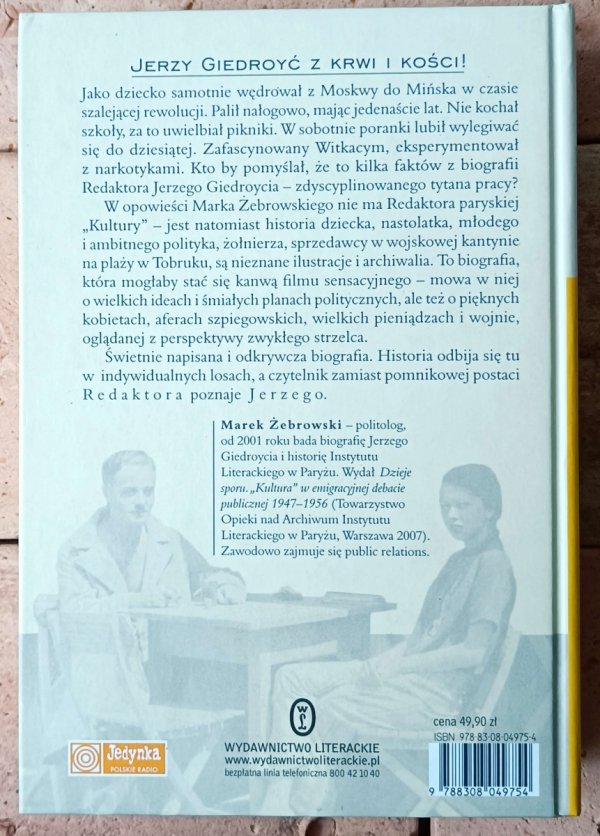 JERZY GIEDROYĆ Z KRWI I KOŚCI!
Jako dziecko samotnie wędrował z Moskwy do Mińska w czasie
szalejącej rewolucji. Palił nałogowo, mając jedenaście lat. Nie kochał
szkoły, za to uwielbiał pikniki. W sobotnie poranki lubił wylegiwać
się do dziesiątej. Zafascynowany Witkacym, eksperymentował
z narkotykami. Kto by pomyślał, że to kilka faktów z biografii
Redaktora Jerzego Giedroycia – zdyscyplinowanego tytana pracy?
W opowieści Marka Żebrowskiego nie ma Redaktora paryskiej
„Kultury” – jest natomiast historia dziecka, nastolatka, młodego
i ambitnego polityka, żołnierza, sprzedawcy w wojskowej kantynie
na plaży w Tobruku, są nieznane ilustracje i archiwalia. To biografia,
która mogłaby stać się kanwą filmu sensacyjnego – mowa w niej
o wielkich ideach i śmiałych planach politycznych, ale też o pięknych
kobietach, aferach szpiegowskich, wielkich pieniądzach i wojnie,
oglądanej z perspektywy zwykłego strzelca.
Świetnie napisana i odkrywcza biografia. Historia odbija się tu
w indywidualnych losach, a czytelnik zamiast pomnikowej postaci
Redaktora poznaje Jerzego.
Marek Żebrowski – politolog,
od 2001 roku bada biografię Jerzego
Giedroycia i historię Instytutu
Literackiego w Paryżu. Wydał Dzieje
sporu. „Kultura” w emigracyjnej debacie
publicznej 1947–1956 (Towarzystwo
Opieki nad Archiwum Instytutu
Literackiego w Paryżu, Warszawa 2007).
Zawodowo zajmuje się public relations.
Jedynka
POLSKIE RADIO
WL
WYDAWNICTWO LITERACKIE
www.wydawnictwoliterackie.pl
bezpłatna linia telefoniczna 800 42 10 40
cena 49,90 zł
ISBN 978 83-08-04975-4
9 788308 049754